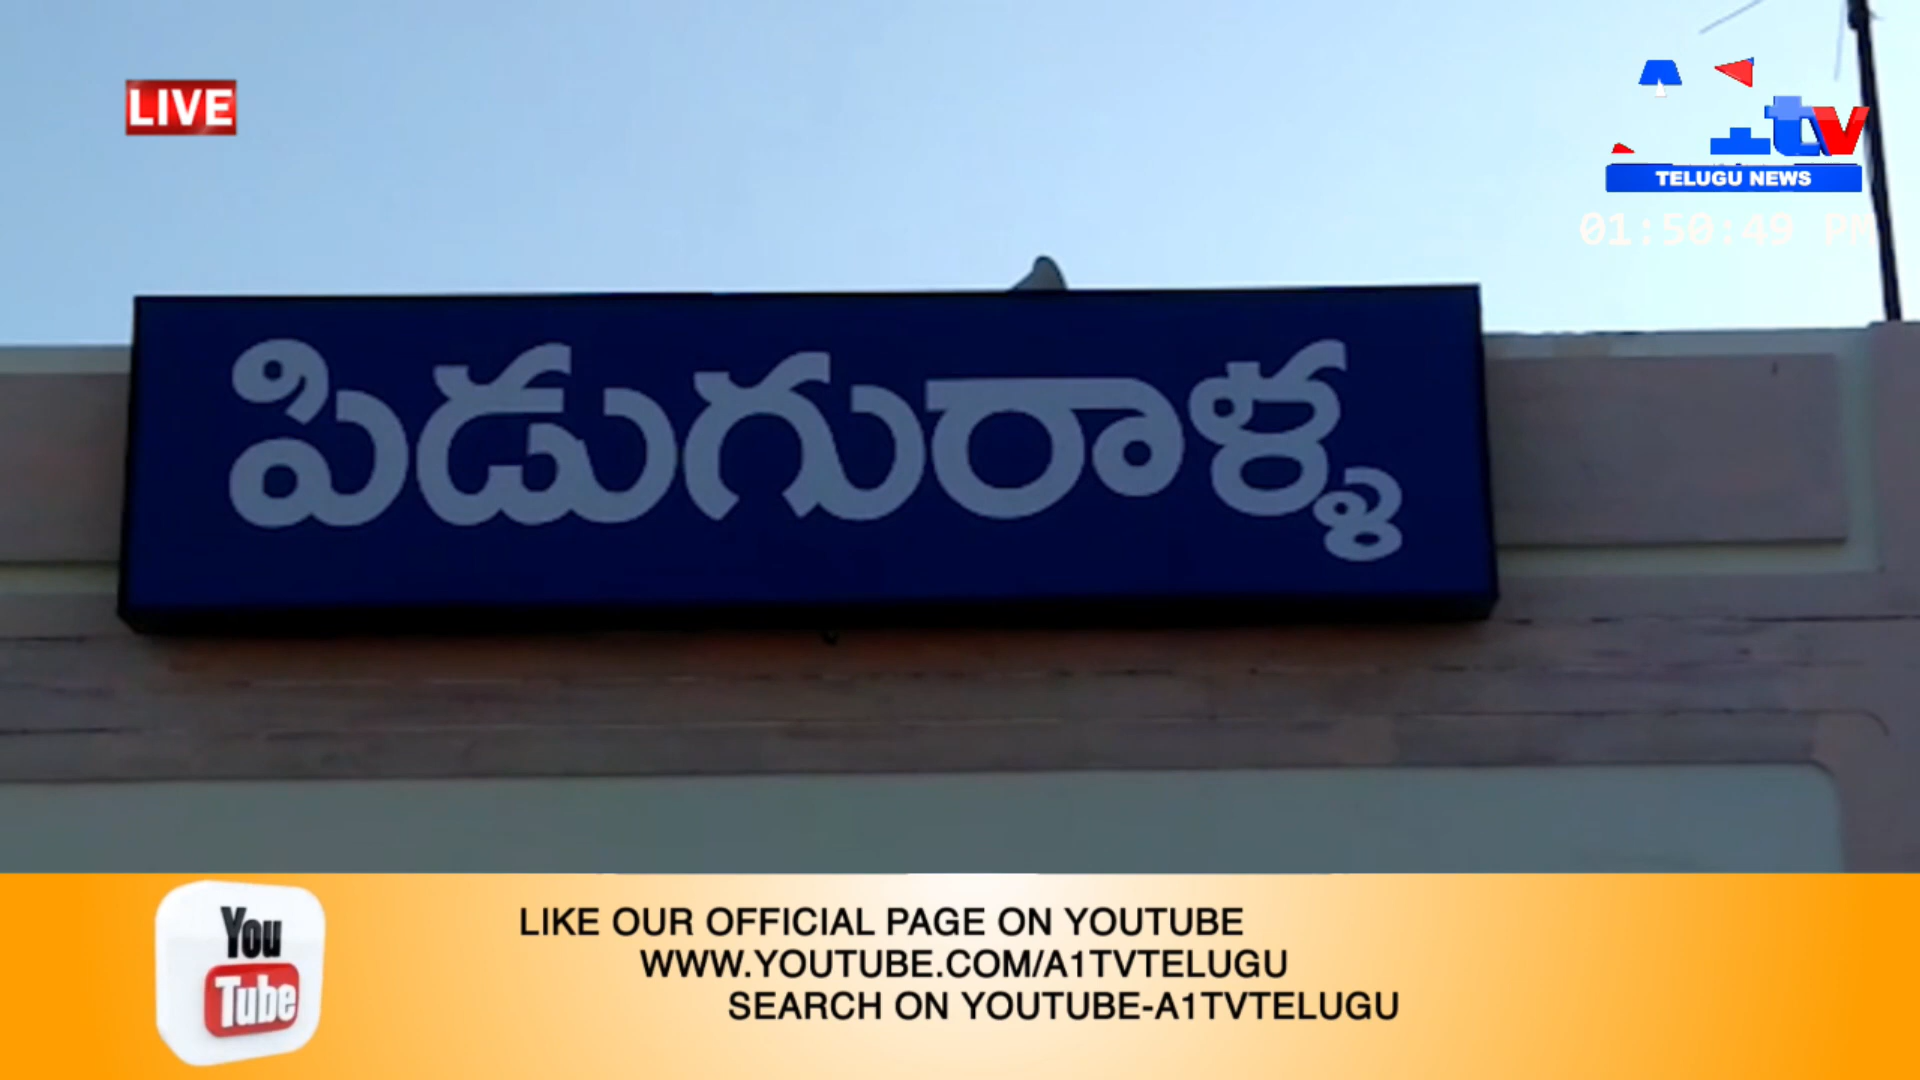 LIVE
tv
TELUGU NEWS
01:50:49 PM
పిడుగురాళ్ళ
You
Tube
LIKE OUR OFFICIAL PAGE ON YOUTUBE
WWW.YOUTUBE.COM/A1TVTELUGU
SEARCH ON YOUTUBE-A1TVTELUGU